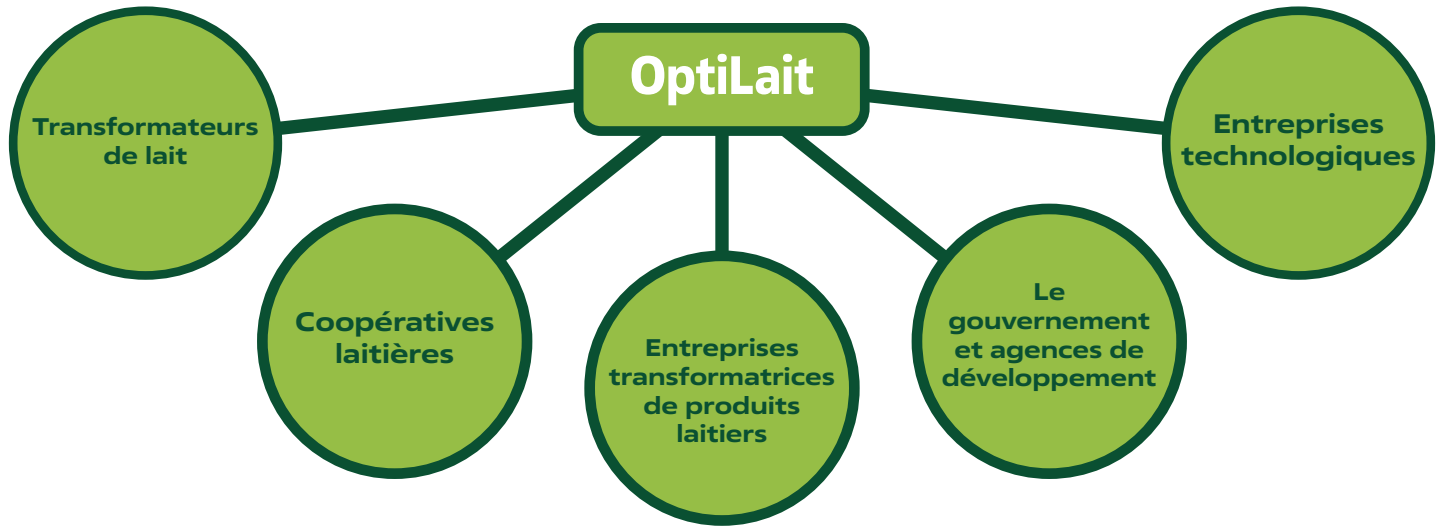 OptiLait
Transformateurs
de lait
Coopératives
laitières
Entreprises
transformatrices
de produits
laitiers
Le
gouvernement
et agences de
développement
Entreprises
technologiques